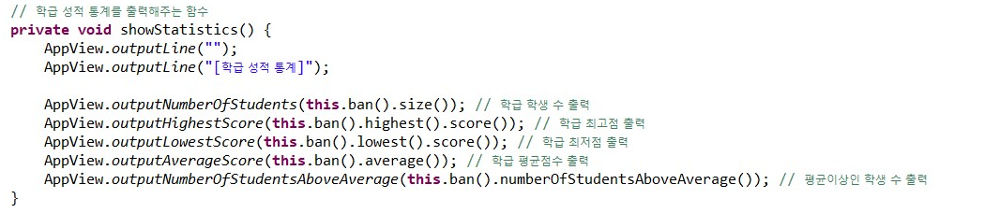 // 학급 성적 통계를 출력해주는 함수
private void showStatistics() {
    AppView.outputLine("");
    AppView.outputLine("[학급 성적 통계]");

    AppView.outputNumberOfStudents(this.ban().size()); // 학급 학생 수 출력
    AppView.outputHighestScore(this.ban().highest().score()); // 학급 최고점 출력
    AppView.outputLowestScore(this.ban().lowest().score()); // 학급 최저점 출력
    AppView.outputAverageScore(this.ban().average()); // 학급 평균점수 출력
    AppView.outputNumberOfStudentsAboveAverage(this.ban().numberOfStudentsAboveAverage()); // 평균이상인 학생 수 출력
}